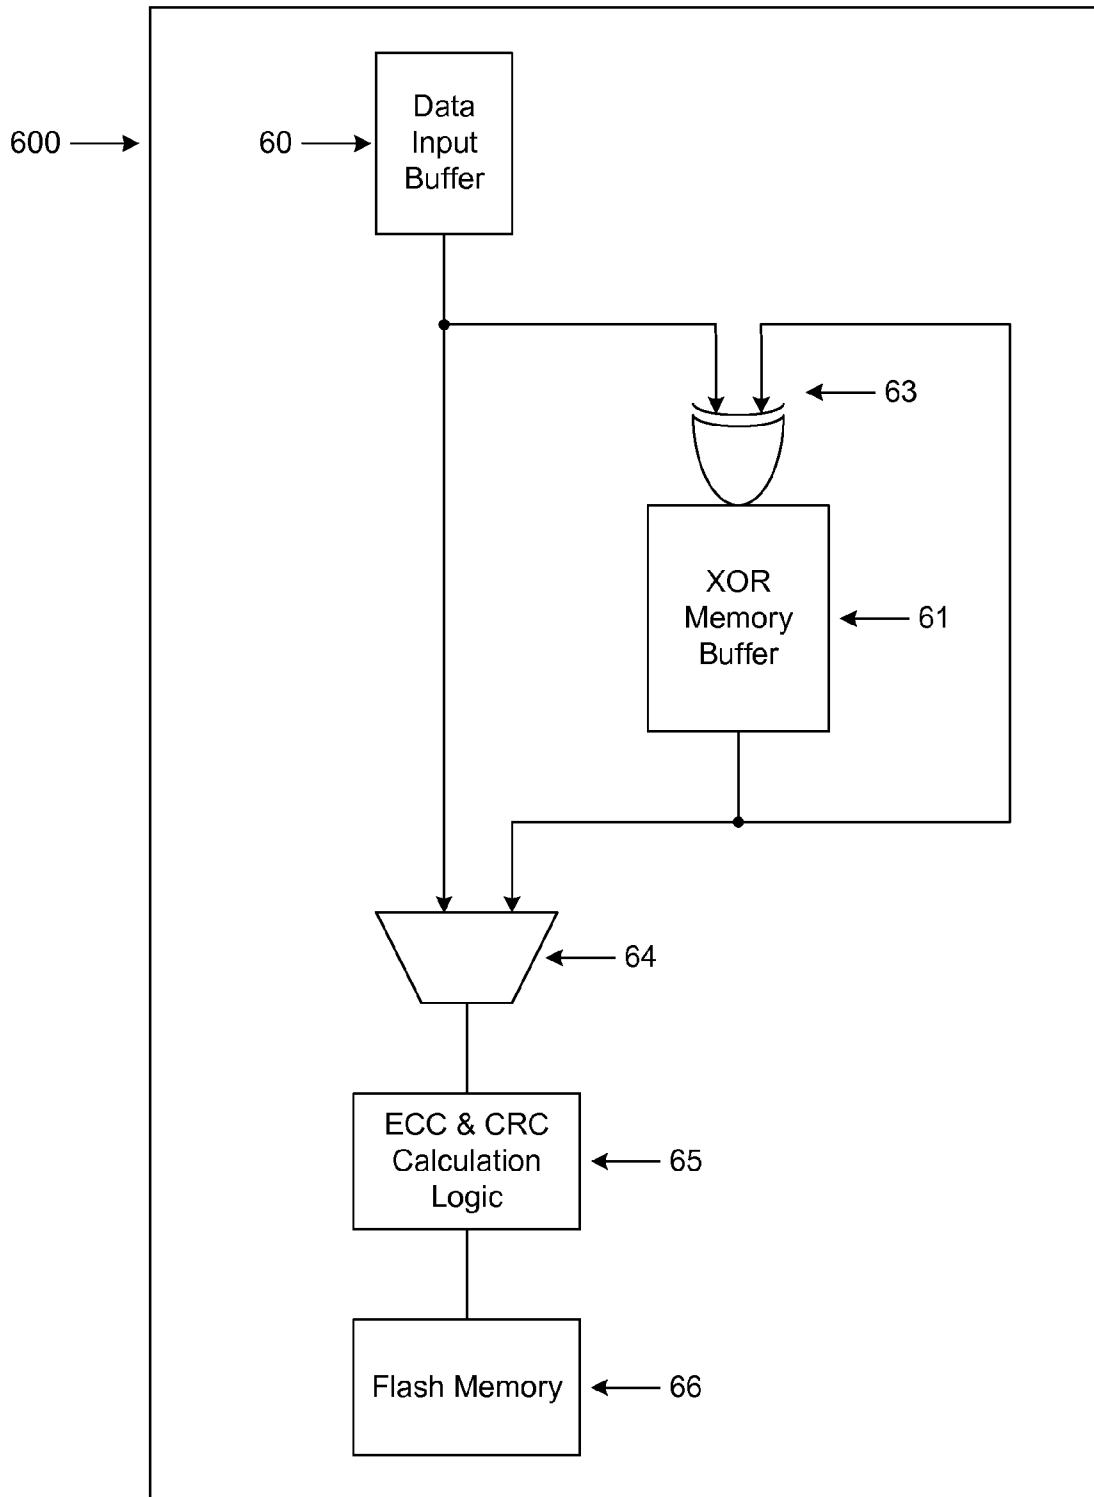 600
60
Data
Input
Buffer
63
XOR
Memory
Buffer
61
64
ECC & CRC
Calculation
Logic
65
Flash Memory
66